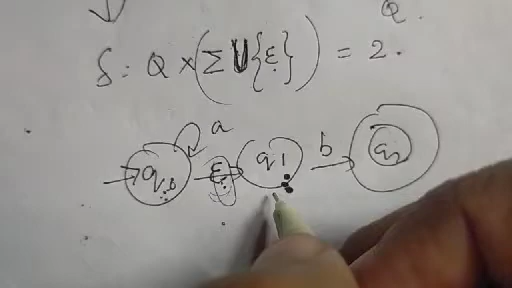 Q.
δ: Q × (Σ ∪ {ε}) = 2.
a
q0 ε q1 b q2